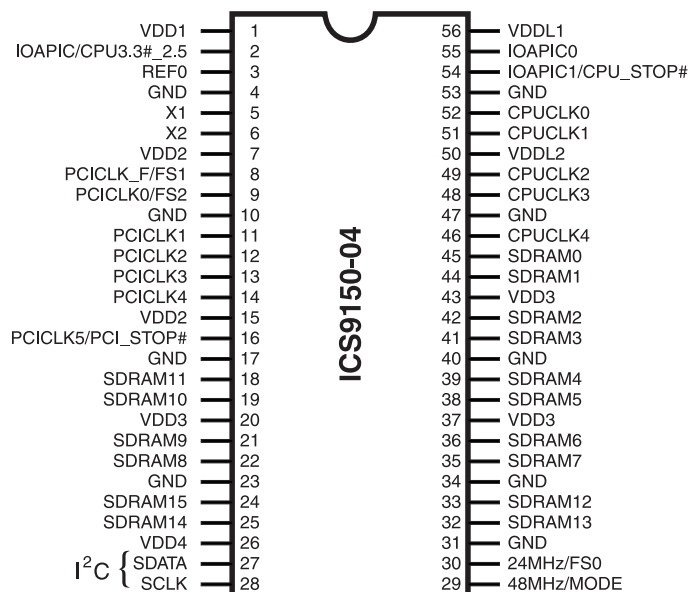 VDD1 1 56 VDDL1
IOAPIC/CPU3.3#_2.5 2 55 IOAPIC0
REF0 3 54 IOAPIC1/CPU_STOP#
GND 4 53 GND
X1 5 52 CPUCLK0
X2 6 51 CPUCLK1
VDD2 7 50 VDDL2
PCICLK_F/FS1 8 49 CPUCLK2
PCICLK0/FS2 9 48 CPUCLK3
GND 10 47 GND
PCICLK1 11 46 CPUCLK4
PCICLK2 12 45 SDRAM0
PCICLK3 13 44 SDRAM1
PCICLK4 14 43 VDD3
VDD2 15 42 SDRAM2
PCICLK5/PCI_STOP# 16 41 SDRAM3
GND 17 40 GND
SDRAM11 18 39 SDRAM4
SDRAM10 19 38 SDRAM5
VDD3 20 37 VDD3
SDRAM9 21 36 SDRAM6
SDRAM8 22 35 SDRAM7
GND 23 34 GND
SDRAM15 24 33 SDRAM12
SDRAM14 25 32 SDRAM13
VDD4 26 31 GND
I²C { SDATA 27 30 24MHz/FS0
SCLK 28 29 48MHz/MODE
ICS9150-04